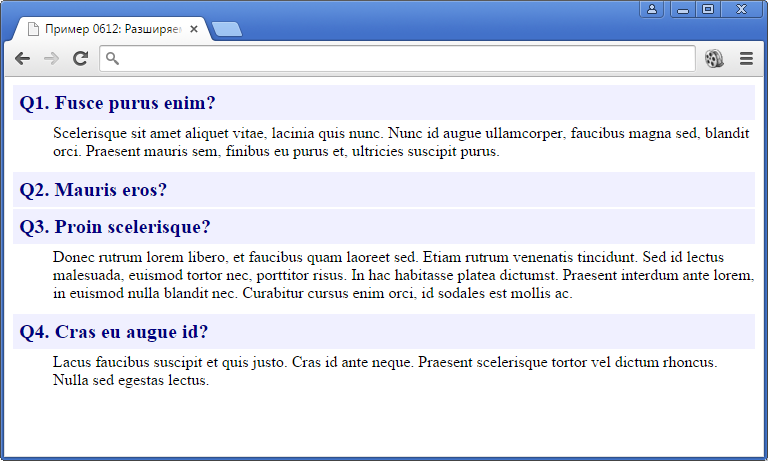 Пример 0612: Разширяем
Q1. Fusce purus enim?
Scelerisque sit amet aliquet vitae, lacinia quis nunc. Nunc id augue ullamcorper, faucibus magna sed, blandit
orci. Praesent mauris sem, finibus eu purus et, ultricies suscipit purus.
Q2. Mauris eros?
Q3. Proin scelerisque?
Donec rutrum lorem libero, et faucibus quam laoreet sed. Etiam rutrum venenatis tincidunt. Sed id lectus
malesuada, euismod tortor nec, porttitor risus. In hac habitasse platea dictumst. Praesent interdum ante lorem,
in euismod nulla blandit nec. Curabitur cursus enim orci, id sodales est mollis ac.
Q4. Cras eu augue id?
Lacus faucibus suscipit et quis justo. Cras id ante neque. Praesent scelerisque tortor vel dictum rhoncus.
Nulla sed egestas lectus.